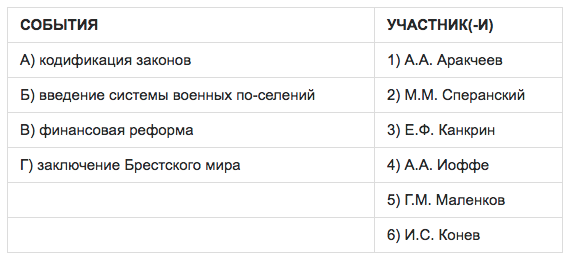 СОБЫТИЯ УЧАСТНИК(-И)
А) кодификация законов 1) А.А. Аракчеев
Б) введение системы военных по-селений 2) М.М. Сперанский
В) финансовая реформа 3) Е.Ф. Канкрин
Г) заключение Брестского мира 4) А.А. Иоффе
5) Г.М. Маленков
6) И.С. Конев